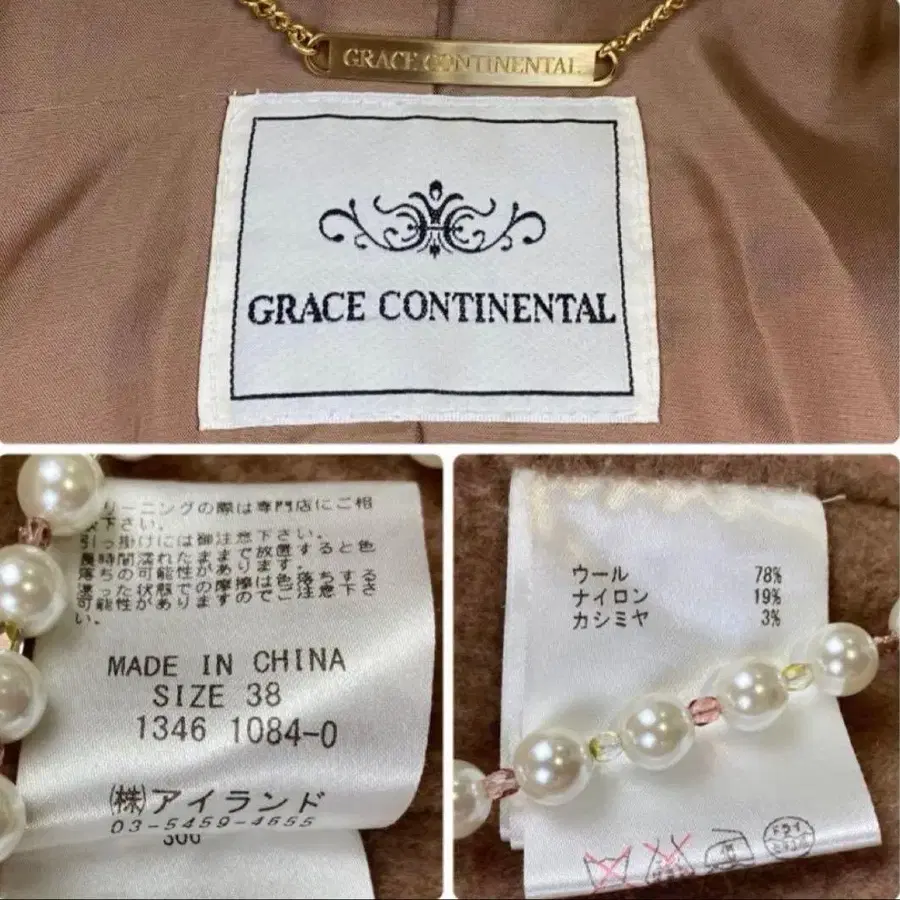 GRACE CONTINENTAL
GRACE CONTINENTAL
リーニングの際は専門店にご相
下さい。
引っ掛けには御注意下さい。
長時間濡れたままで放置すると色
落ちの可能性があります。
湿った状態での摩擦は色落ちする
可能性がありますのでご注意下さ
い。
MADE IN CHINA
SIZE 38
1346 1084-0
(株)アイランド
03-5459-4655
300
ウール 78%
ナイロン 19%
カシミヤ 3%
ドライ